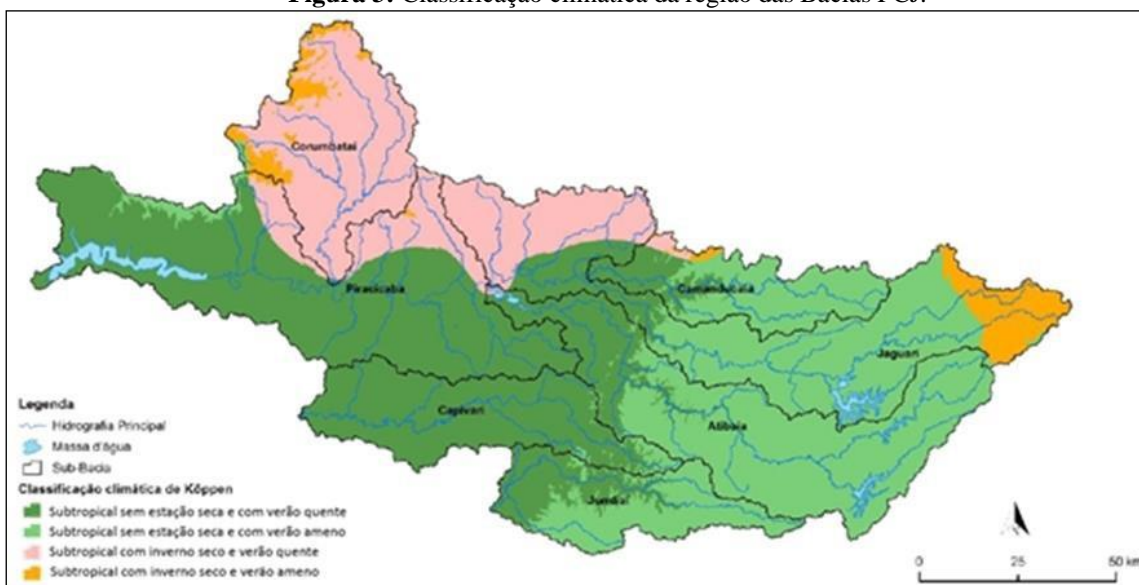 Figura 3: Classificação climática da região das Bacias PCJ.
Corumbataí
Piracicaba
Camanducaia
Jaguari
Capivari
Atibaia
Jundiaí
Legenda
Hidrografia Principal
Massa d'água
Sub-Bacia
Classificação climática de Köppen
Subtropical sem estação seca e com verão quente
Subtropical sem estação seca e com verão ameno
Subtropical com inverno seco e verão quente
Subtropical com inverno seco e verão ameno
0 25 50 km